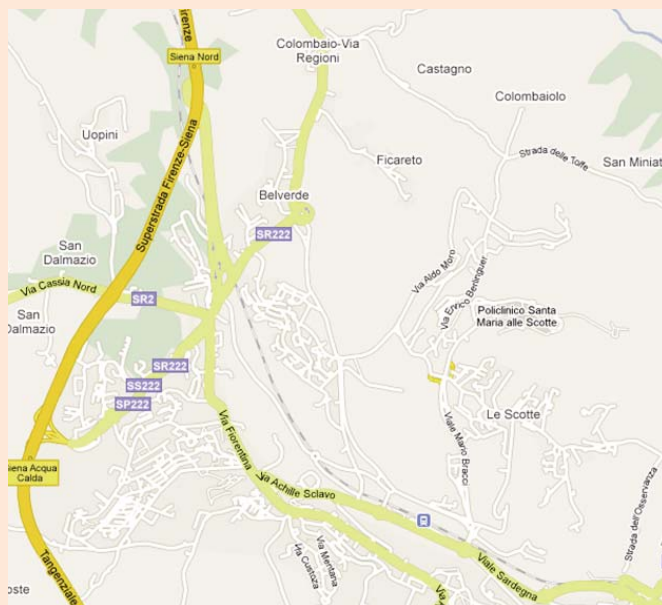 Firenze
Siena Nord
Colombaio-Via
Regioni
Castagno
Colombaiolo
Uopini
Superstrada Firenze-Siena
Ficareto
Strada delle Tolfe
San Miniat
Belverde
SR222
San
Dalmazio
Via Cassia Nord
SR2
Via Aldo Moro
Via Enrico Berlinguer
San
Dalmazio
Policlinico Santa
Maria alle Scotte
SR222
SS222
SP222
Via Fiorentina
Viale Mario Bracci
Le Scotte
Siena Acqua
Calda
Via Achille Sclavo
Strada dell'Osservanza
Tangenziale
Via Mentana
Via Custoza
Viale Sardegna
oste